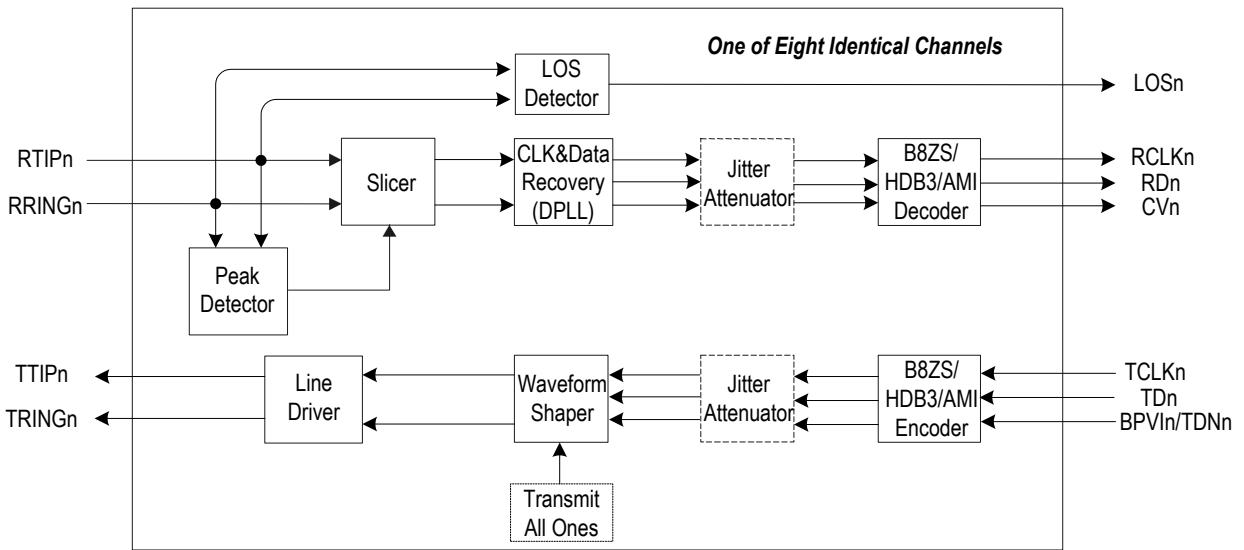 One of Eight Identical Channels
LOS
Detector
LOSn
RTIPn
RRINGn
Slicer
CLK&Data
Recovery
(DPLL)
Jitter
Attenuator
B8ZS/
HDB3/AMI
Decoder
RCLKn
RDn
CVn
Peak
Detector
TTIPn
TRINGn
Line
Driver
Waveform
Shaper
Jitter
Attenuator
B8ZS/
HDB3/AMI
Encoder
TCLKn
TDn
BPVIn/TDNn
Transmit
All Ones